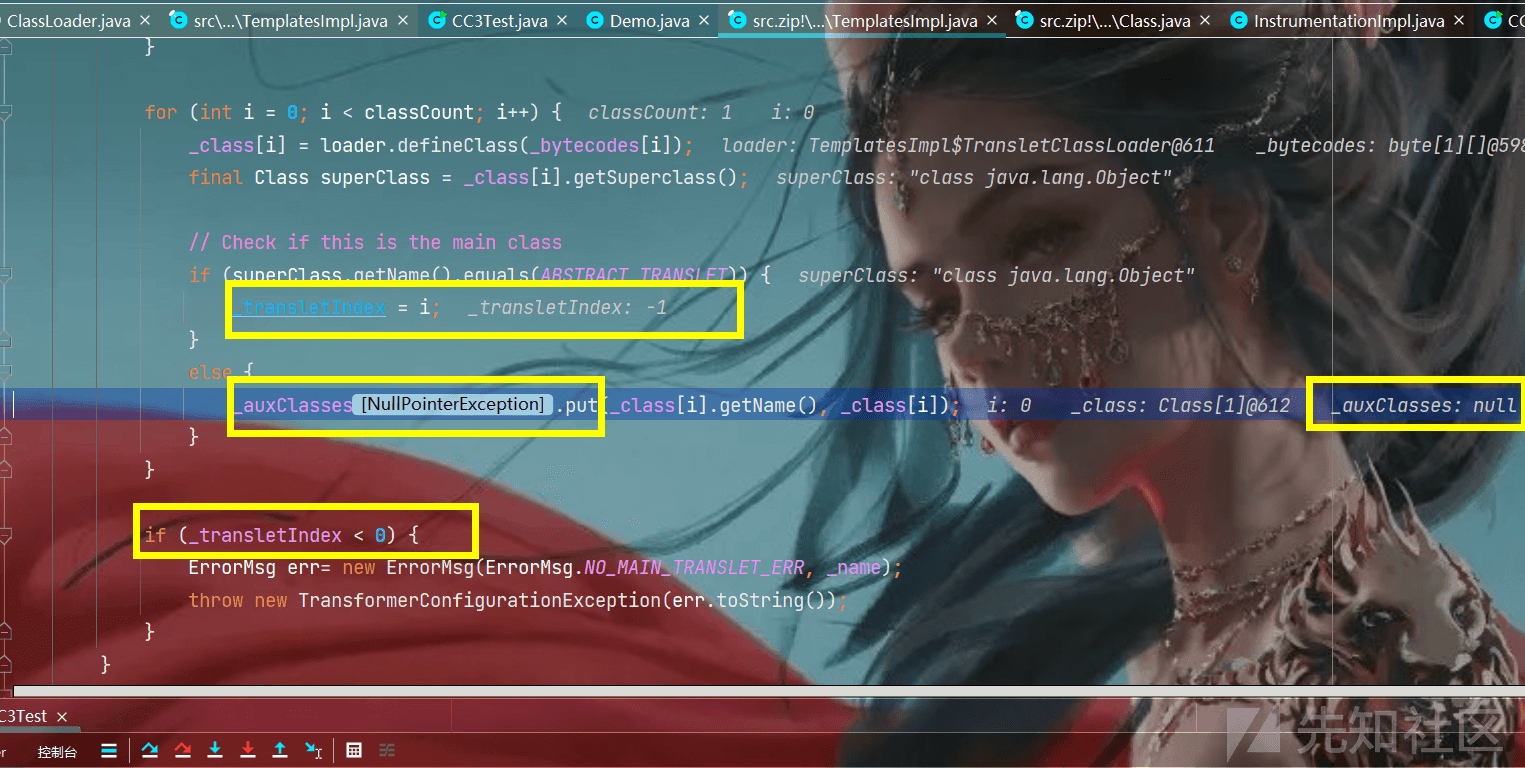 ClassLoader.java × src\...\TemplatesImpl.java × CC3Test.java × Demo.java × src.zip!\...\TemplatesImpl.java × src.zip!\...\Class.java × InstrumentationImpl.java × CC
}
for (int i = 0; i < classCount; i++) { classCount: 1 i: 0
_class[i] = loader.defineClass(_bytecodes[i]); loader: TemplatesImpl$TransletClassLoader@611 _bytecodes: byte[1][]@598
final Class superClass = _class[i].getSuperclass(); superClass: "class java.lang.Object"
// Check if this is the main class
if (superClass.getName().equals(ABSTRACT_TRANSLET)) { superClass: "class java.lang.Object"
_transletIndex = i; _transletIndex: -1
}
else {
_auxClasses [NullPointerException] .put(_class[i].getName(), _class[i]); i: 0 _class: Class[1]@612 _auxClasses: null
}
}
if (_transletIndex < 0) {
ErrorMsg err= new ErrorMsg(ErrorMsg.NO_MAIN_TRANSLET_ERR, _name);
throw new TransformerConfigurationException(err.toString());
}
}
C3Test ×
er 控制台
先知社区